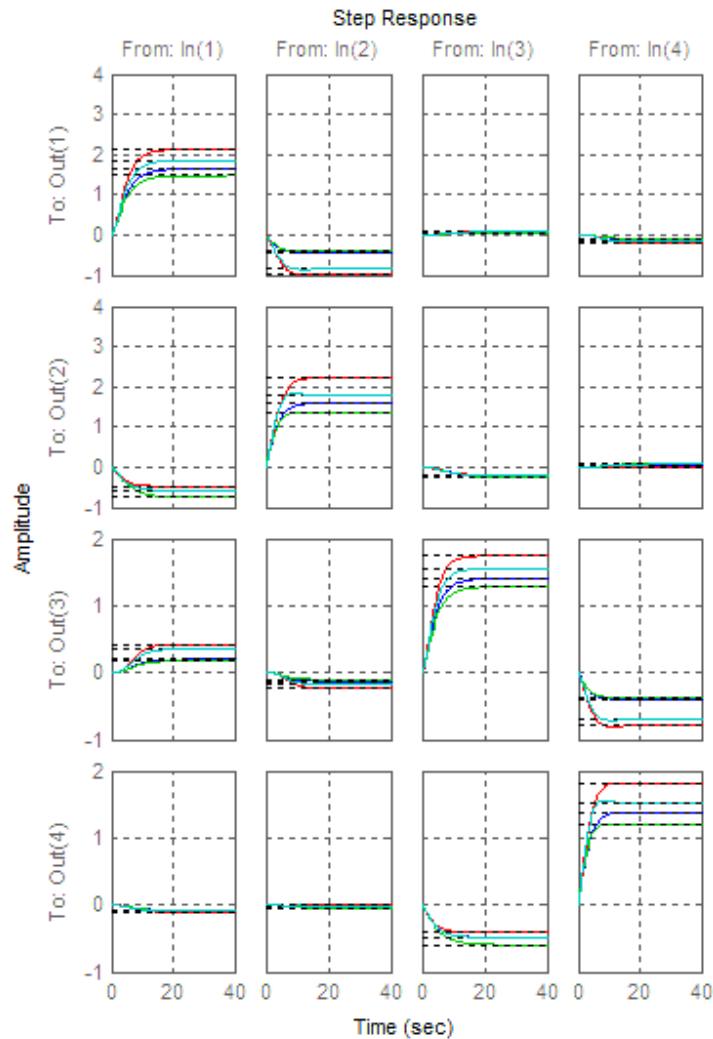 Step Response
From: In(1) From: In(2) From: In(3) From: In(4)
To: Out(1)
4
3
2
1
0
-1
To: Out(2)
4
3
2
1
0
-1
Amplitude
To: Out(3)
2
1
0
-1
To: Out(4)
2
1
0
-1
0 20 40 0 20 40 0 20 40 0 20 40
Time (sec)